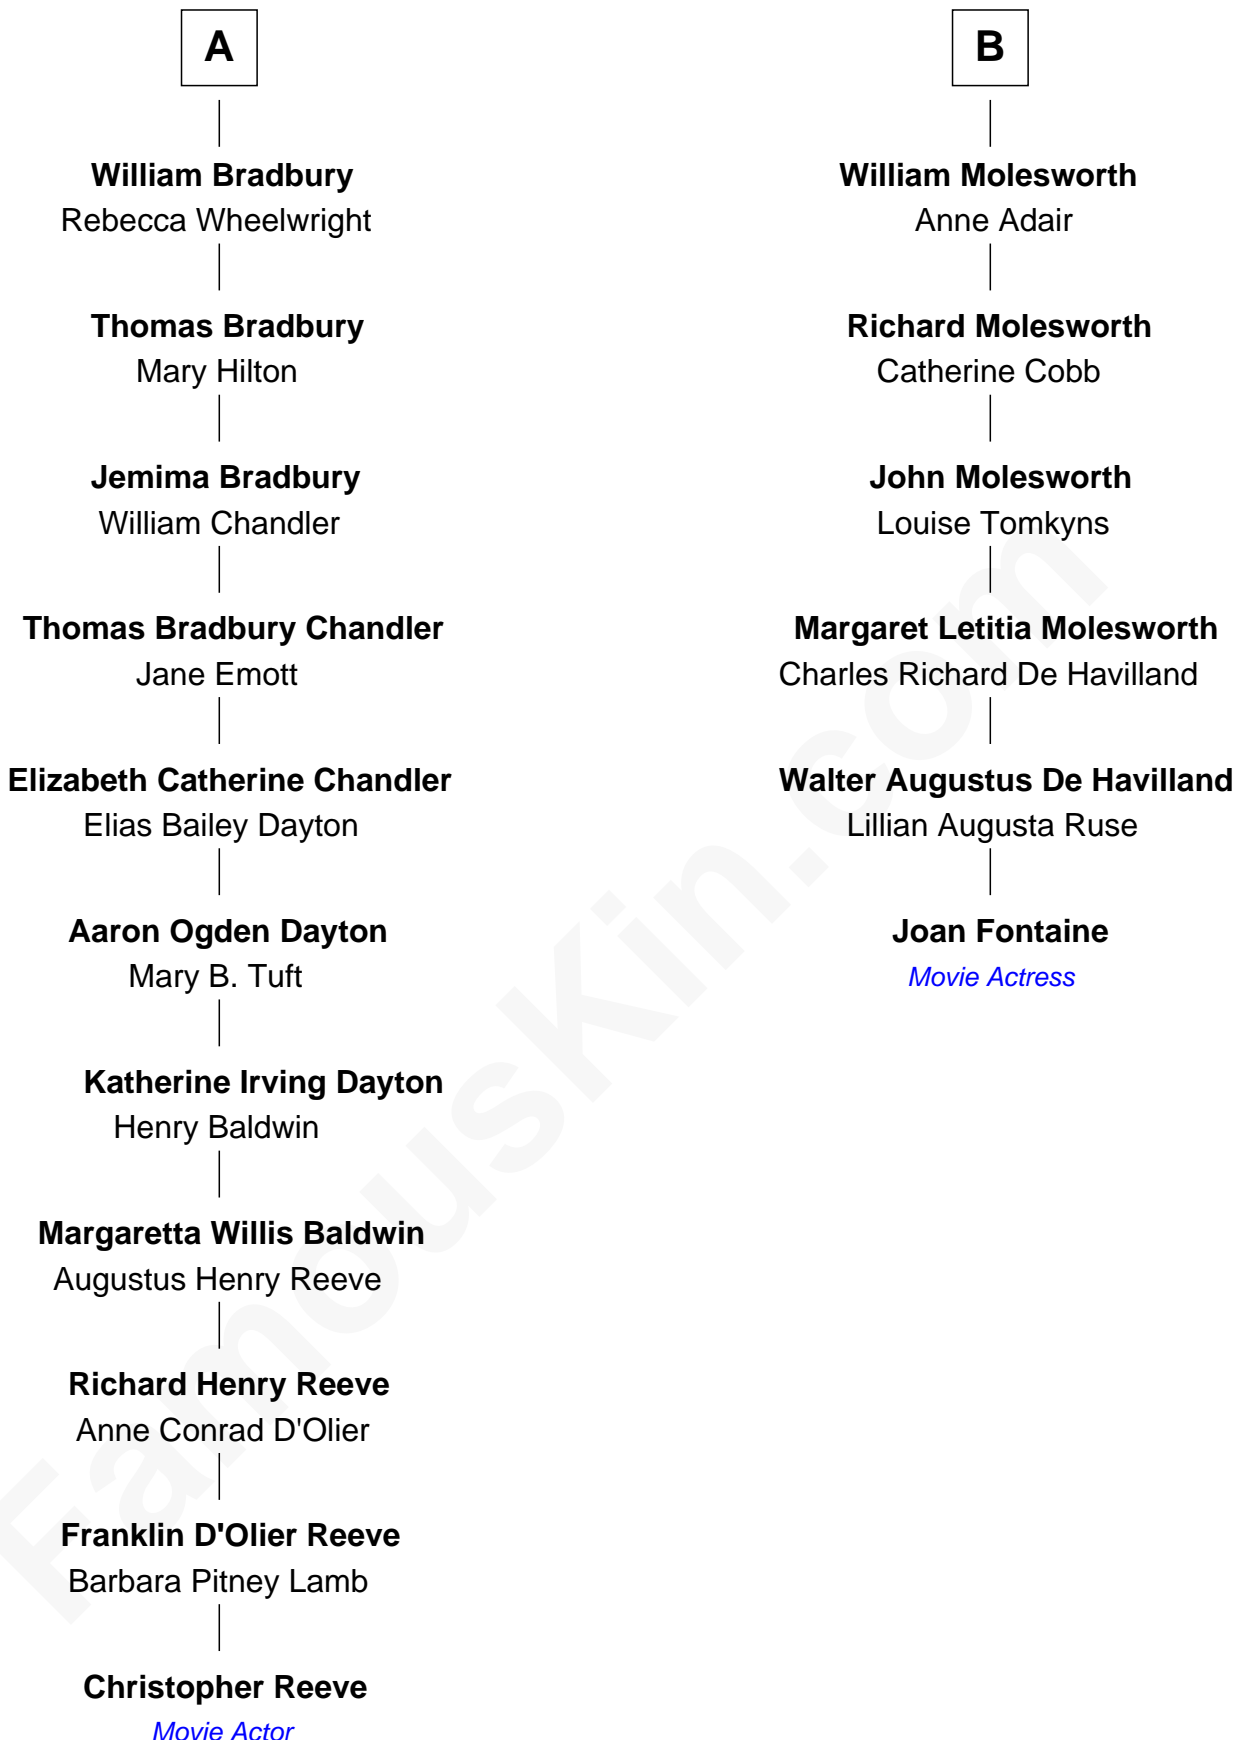 A
William Bradbury
Rebecca Wheelwright
Thomas Bradbury
Mary Hilton
Jemima Bradbury
William Chandler
Thomas Bradbury Chandler
Jane Emott
Elizabeth Catherine Chandler
Elias Bailey Dayton
Aaron Ogden Dayton
Mary B. Tuft
Katherine Irving Dayton
Henry Baldwin
Margaretta Willis Baldwin
Augustus Henry Reeve
Richard Henry Reeve
Anne Conrad D'Olier
Franklin D'Olier Reeve
Barbara Pitney Lamb
Christopher Reeve
Movie Actor
B
William Molesworth
Anne Adair
Richard Molesworth
Catherine Cobb
John Molesworth
Louise Tomkyns
Margaret Letitia Molesworth
Charles Richard De Havilland
Walter Augustus De Havilland
Lillian Augusta Ruse
Joan Fontaine
Movie Actress
FamousKin.com